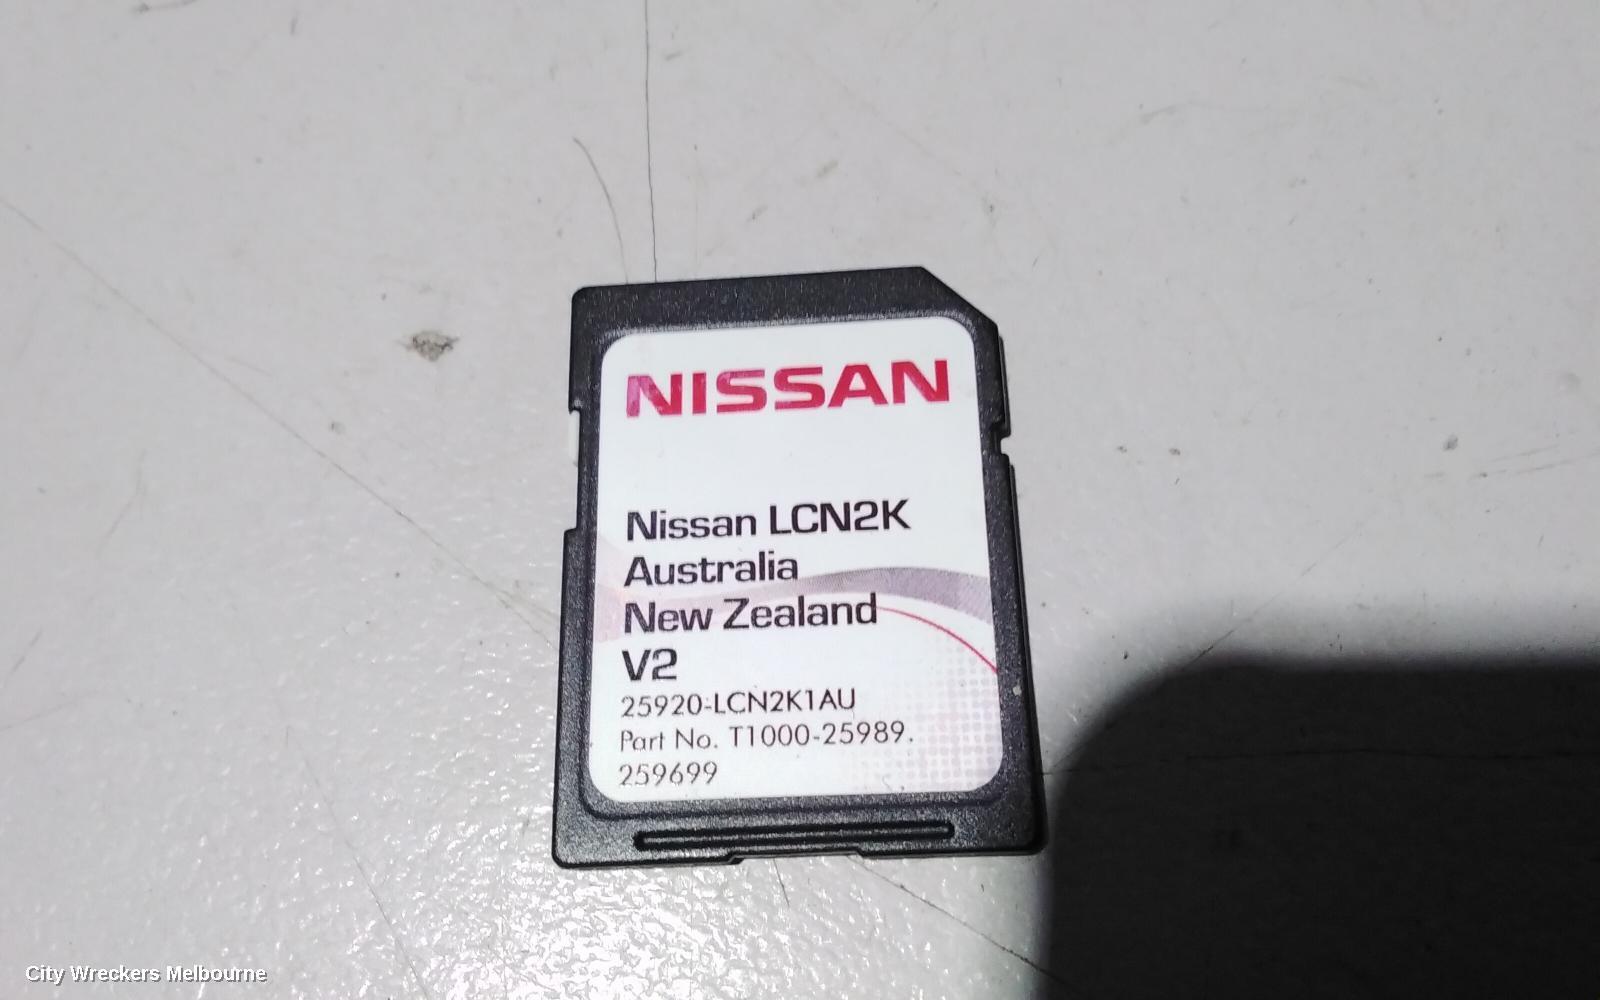 NISSAN
Nissan LCN2K
Australia
New Zealand
V2
25920-LCN2K1AU
Part No. T1000-25989.
259699
City Wreckers Melbourne